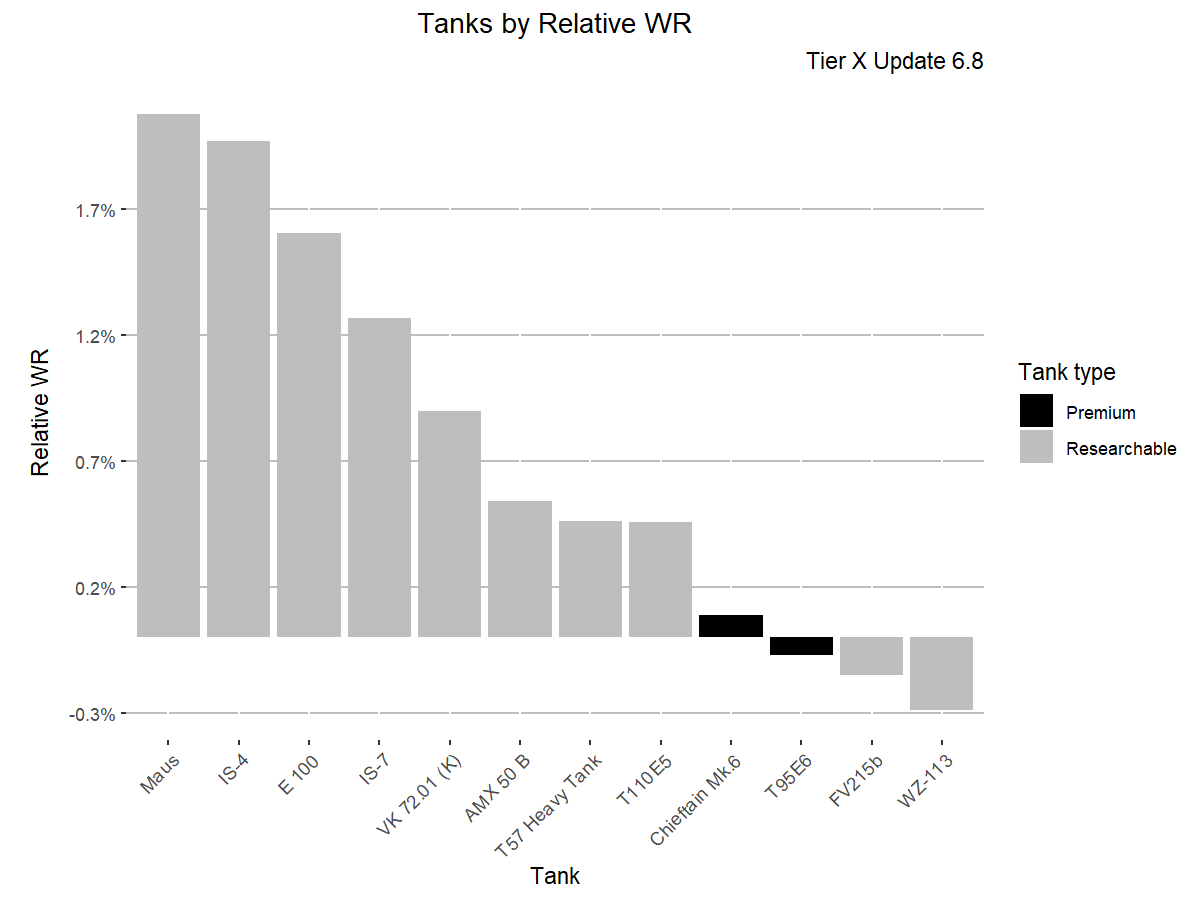 Tanks by Relative WR
Tier X Update 6.8
Relative WR
1.7%
1.2%
0.7%
0.2%
-0.3%
Maus
IS-4
E 100
IS-7
VK 72.01 (K)
AMX 50 B
T57 Heavy Tank
T110E5
Chieftain Mk.6
T95E6
FV215b
WZ-113
Tank
Tank type
Premium
Researchable